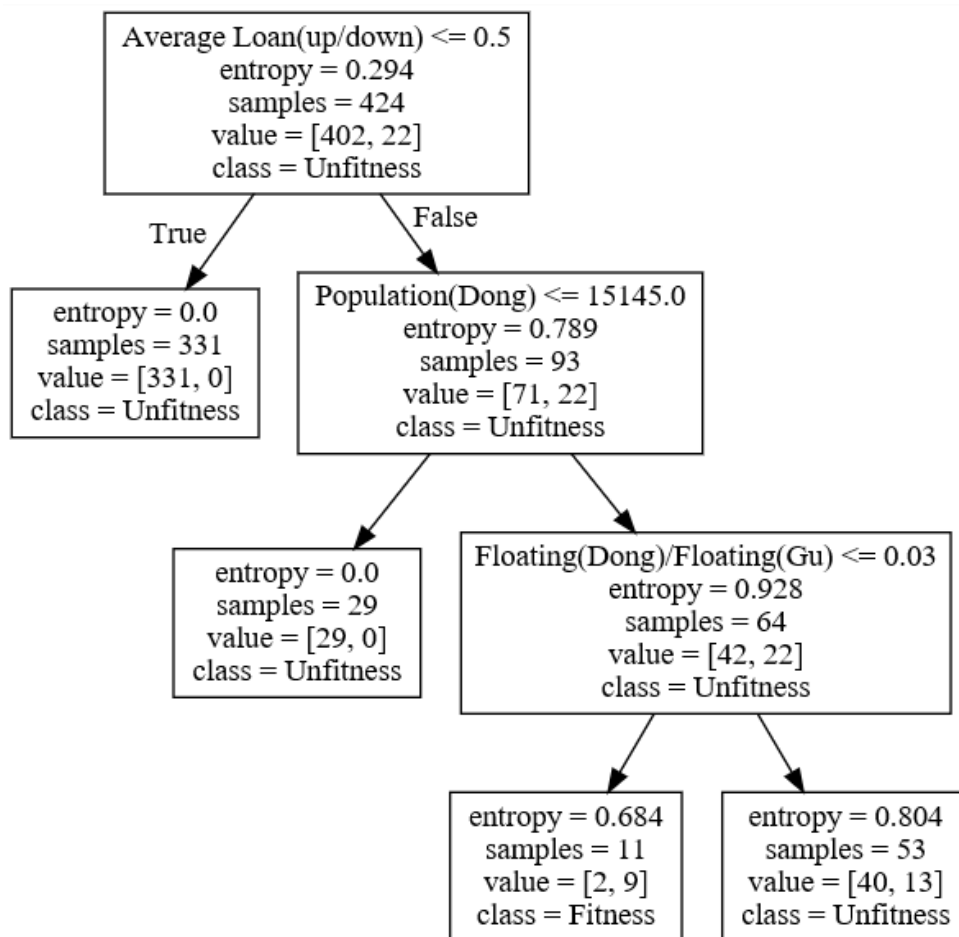 Average Loan(up/down) <= 0.5
entropy = 0.294
samples = 424
value = [402, 22]
class = Unfitness
True
False
entropy = 0.0
samples = 331
value = [331, 0]
class = Unfitness
Population(Dong) <= 15145.0
entropy = 0.789
samples = 93
value = [71, 22]
class = Unfitness
entropy = 0.0
samples = 29
value = [29, 0]
class = Unfitness
Floating(Dong)/Floating(Gu) <= 0.03
entropy = 0.928
samples = 64
value = [42, 22]
class = Unfitness
entropy = 0.684
samples = 11
value = [2, 9]
class = Fitness
entropy = 0.804
samples = 53
value = [40, 13]
class = Unfitness